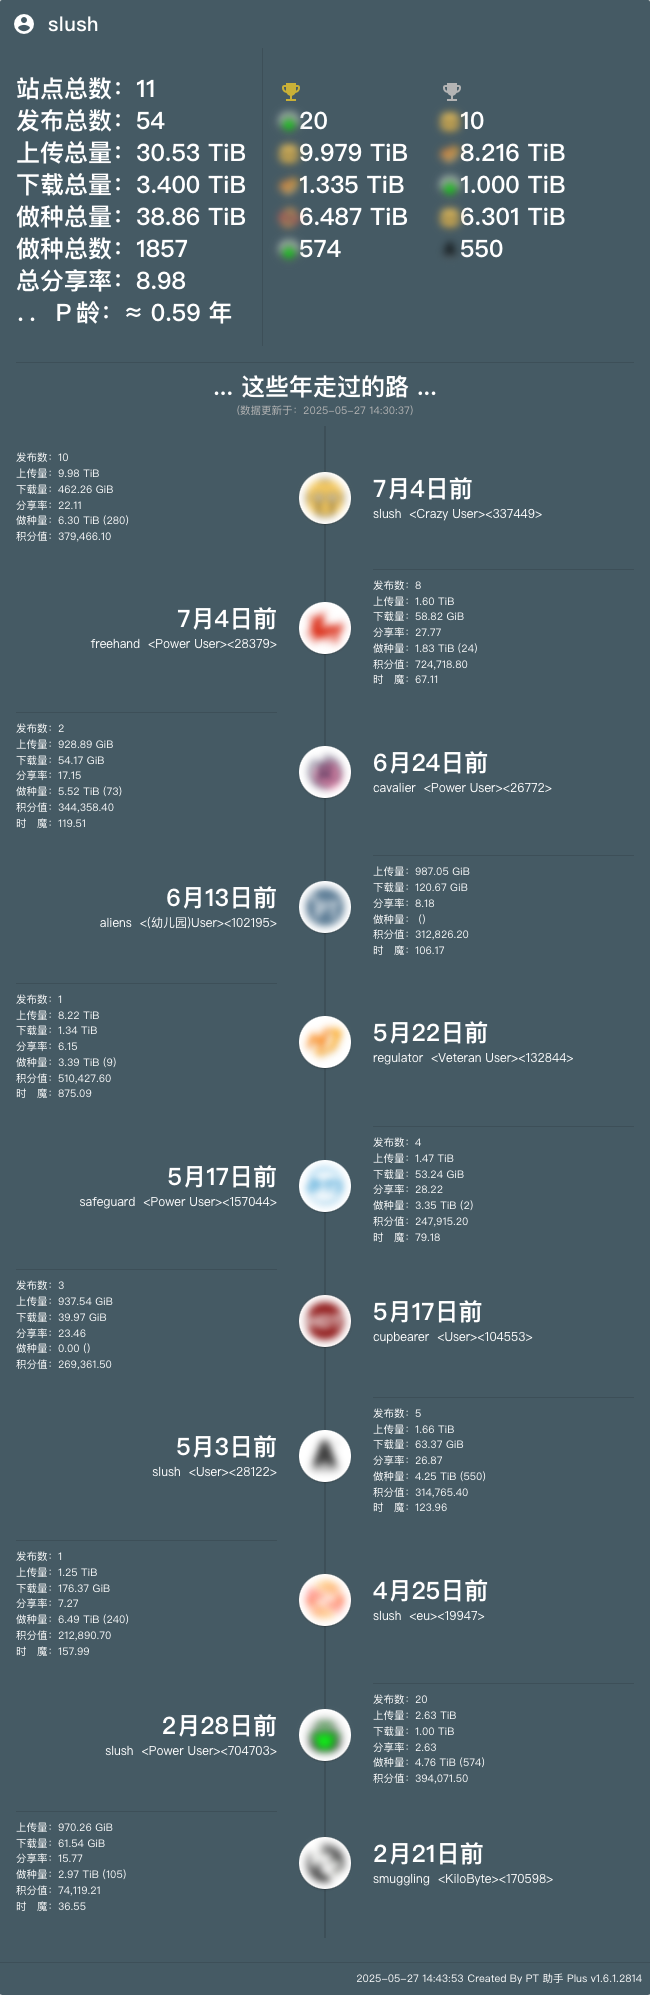 slush
站点总数：11
发布总数：54
上传总量：30.53 TiB
下载总量：3.400 TiB
做种总量：38.86 TiB
做种总数：1857
总分享率：8.98
.. P龄：≈ 0.59 年
20
9.979 TiB
1.335 TiB
6.487 TiB
574
10
8.216 TiB
1.000 TiB
6.301 TiB
550
... 这些年走过的路 ...
(数据更新于：2025-05-27 14:30:37)
发布数：10
上传量：9.98 TiB
下载量：462.26 GiB
分享率：22.11
做种量：6.30 TiB (280)
积分值：379,466.10
7月4日前
slush <Crazy User><337449>
7月4日前
freehand <Power User><28379>
发布数：8
上传量：1.60 TiB
下载量：58.82 GiB
分享率：27.77
做种量：1.83 TiB (24)
积分值：724,718.80
时 魔：67.11
发布数：2
上传量：928.89 GiB
下载量：54.17 GiB
分享率：17.15
做种量：5.52 TiB (73)
积分值：344,358.40
时 魔：119.51
6月24日前
cavalier <Power User><26772>
6月13日前
aliens <(幼儿园)User><102195>
上传量：987.05 GiB
下载量：120.67 GiB
分享率：8.18
做种量： ()
积分值：312,826.20
时 魔：106.17
发布数：1
上传量：8.22 TiB
下载量：1.34 TiB
分享率：6.15
做种量：3.39 TiB (9)
积分值：510,427.60
时 魔：875.09
5月22日前
regulator <Veteran User><132844>
5月17日前
safeguard <Power User><157044>
发布数：4
上传量：1.47 TiB
下载量：53.24 GiB
分享率：28.22
做种量：3.35 TiB (2)
积分值：247,915.20
时 魔：79.18
发布数：3
上传量：937.54 GiB
下载量：39.97 GiB
分享率：23.46
做种量：0.00 ()
积分值：269,361.50
5月17日前
cupbearer <User><104553>
5月3日前
slush <User><28122>
发布数：5
上传量：1.66 TiB
下载量：63.37 GiB
分享率：26.87
做种量：4.25 TiB (550)
积分值：314,765.40
时 魔：123.96
发布数：1
上传量：1.25 TiB
下载量：176.37 GiB
分享率：7.27
做种量：6.49 TiB (240)
积分值：212,890.70
时 魔：157.99
4月25日前
slush <eu><19947>
2月28日前
slush <Power User><704703>
发布数：20
上传量：2.63 TiB
下载量：1.00 TiB
分享率：2.63
做种量：4.76 TiB (574)
积分值：394,071.50
上传量：970.26 GiB
下载量：61.54 GiB
分享率：15.77
做种量：2.97 TiB (105)
积分值：74,119.21
时 魔：36.55
2月21日前
smuggling <KiloByte><170598>
2025-05-27 14:43:53 Created By PT 助手 Plus v1.6.1.2814